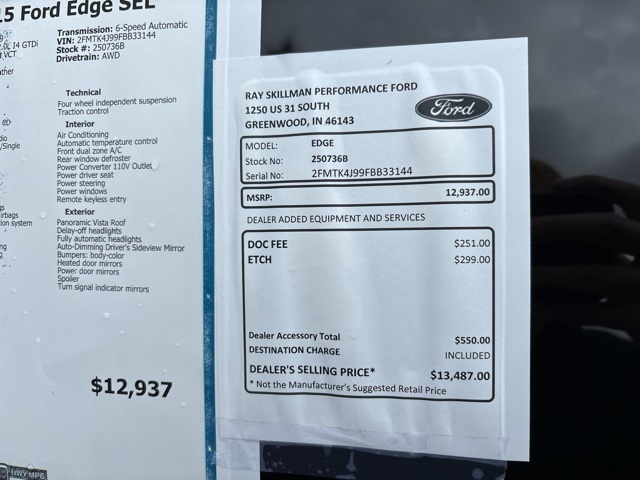 15 Ford Edge SEL
Transmission: 6-Speed Automatic
VIN: 2FMTK4J99FBB33144
Stock #: 250736B
Drivetrain: AWD
I4 GTDi
VCT
Technical
Four wheel independent suspension
Traction control
Interior
Air Conditioning
Automatic temperature control
Front dual zone A/C
Rear window defroster
Power Converter 110V Outlet
Power driver seat
Power steering
Power windows
Remote keyless entry
Exterior
Panoramic Vista Roof
Delay-off headlights
Fully automatic headlights
Auto-Dimming Driver's Sideview Mirror
Bumpers: body-color
Heated door mirrors
Power door mirrors
Spoiler
Turn signal indicator mirrors
$12,937
HWY MPG
RAY SKILLMAN PERFORMANCE FORD
1250 US 31 SOUTH
GREENWOOD, IN 46143
Ford
MODEL: EDGE
Stock No: 250736B
Serial No: 2FMTK4J99FBB33144
MSRP: 12,937.00
DEALER ADDED EQUIPMENT AND SERVICES
DOC FEE $251.00
ETCH $299.00
Dealer Accessory Total $550.00
DESTINATION CHARGE INCLUDED
DEALER'S SELLING PRICE* $13,487.00
* Not the Manufacturer's Suggested Retail Price